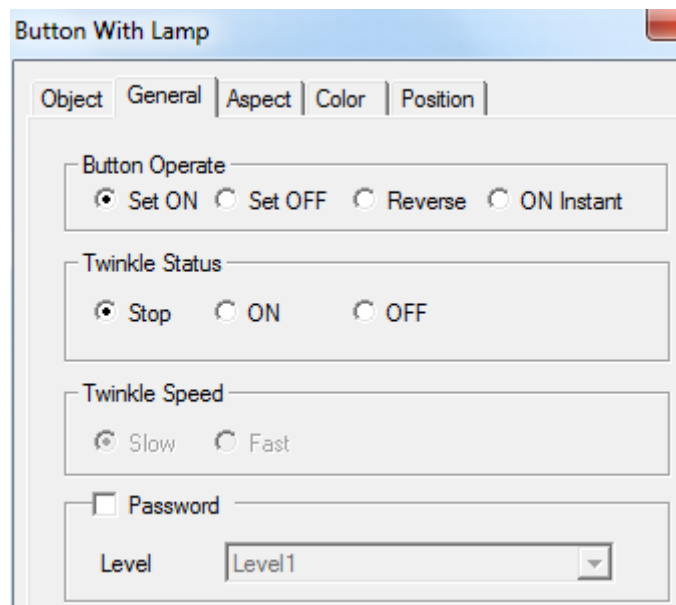 Button With Lamp
Object General Aspect Color Position
Button Operate
Set ON Set OFF Reverse ON Instant
Twinkle Status
Stop ON OFF
Twinkle Speed
Slow Fast
Password
Level Level1